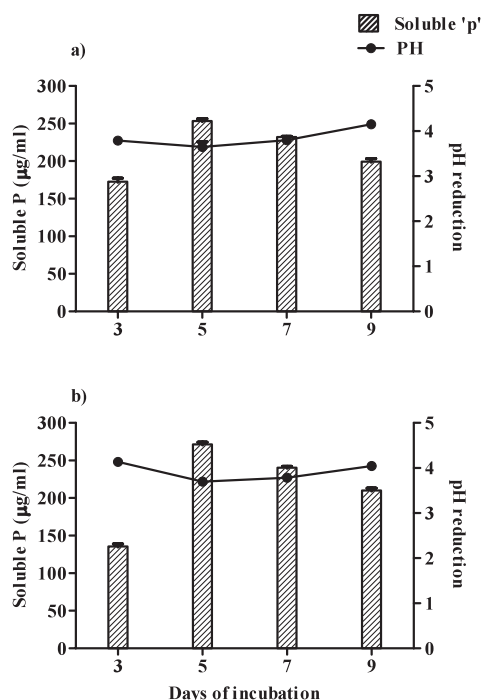 Soluble 'p'
PH
a)
300
250
200
150
100
50
0
Soluble P (µg/ml)
5
4
3
2
1
0
pH reduction
3 5 7 9
b)
300
250
200
150
100
50
0
Soluble P (µg/ml)
5
4
3
2
1
0
pH reduction
3 5 7 9
Days of incubation